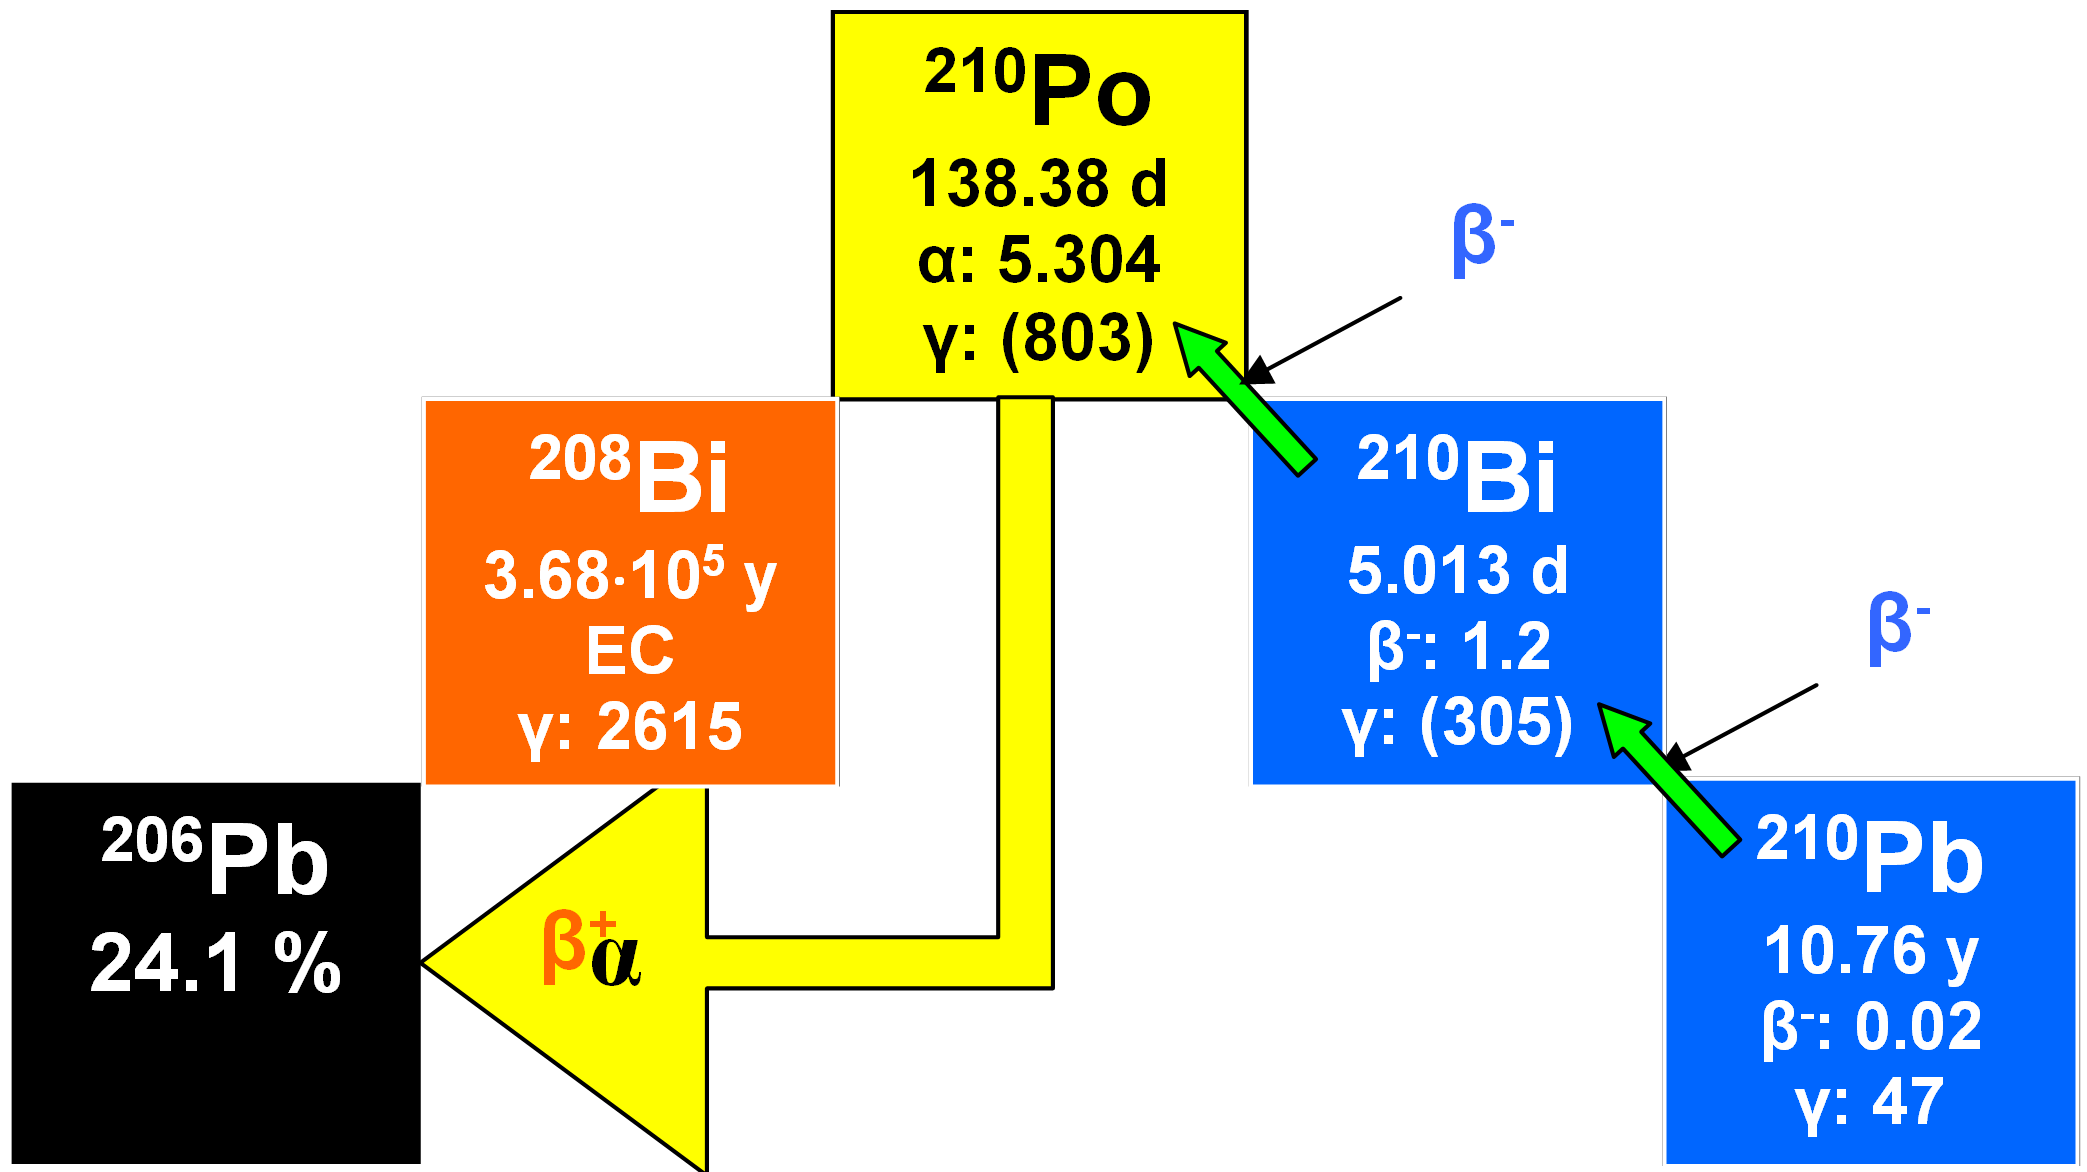 ²¹⁰Po
138.38 d
α: 5.304
γ: (803)
β⁻
²⁰⁸Bi
3.68·10⁵ y
EC
γ: 2615
²¹⁰Bi
5.013 d
β⁻: 1.2
γ: (305)
β⁻
²⁰⁶Pb
24.1 %
β⁺
α
²¹⁰Pb
10.76 y
β⁻: 0.02
γ: 47